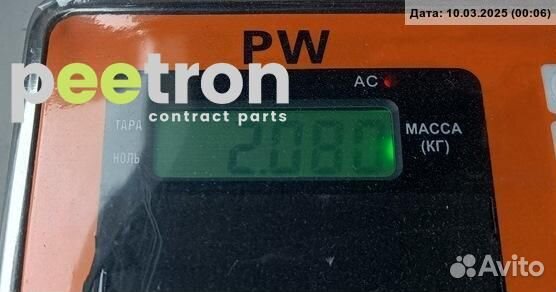 Дата: 10.03.2025 (00:06)
PW
peetron
AC
contract parts
ТАРА
НОЛЬ
2.080
МАССА
(КГ)
Avito